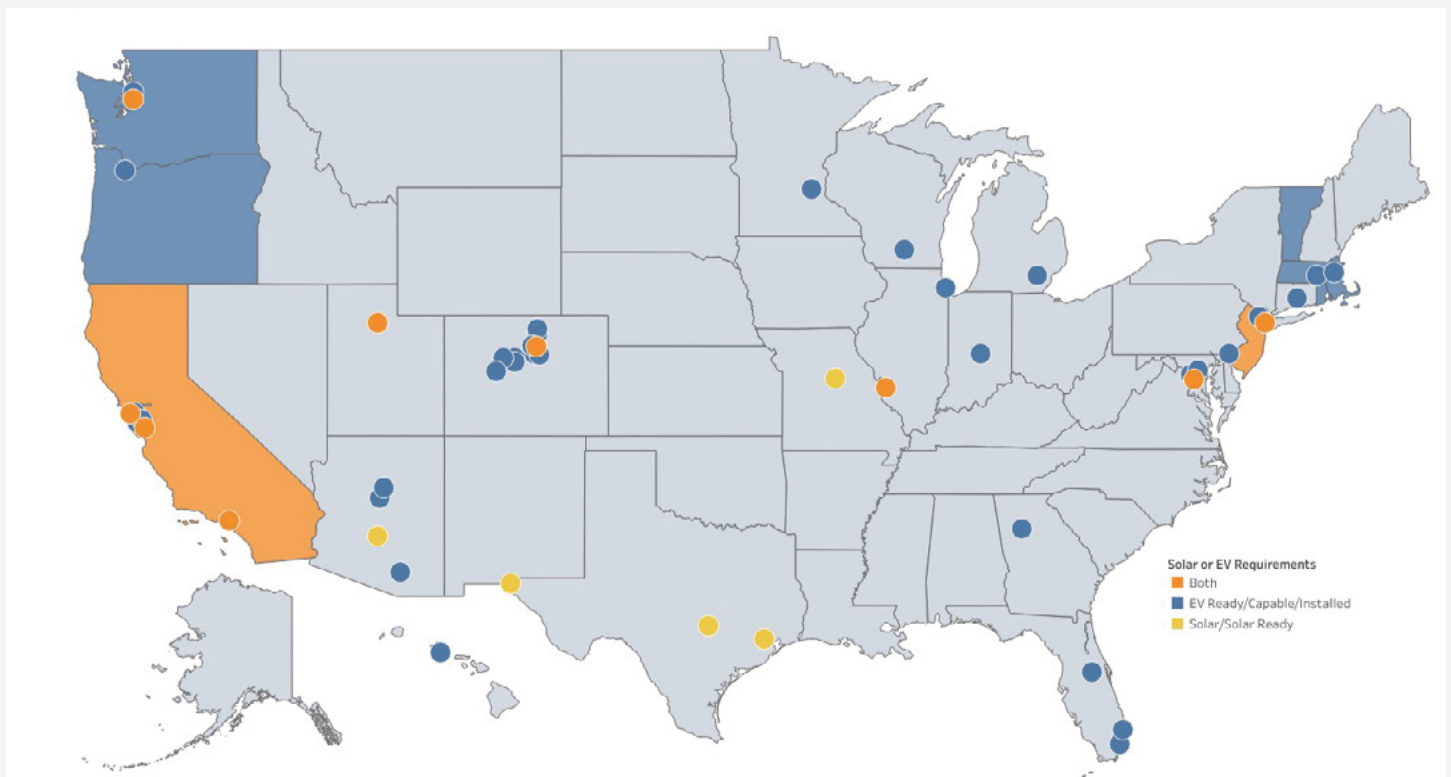 Solar or EV Requirements
Both
EV Ready/Capable/Installed
Solar/Solar Ready